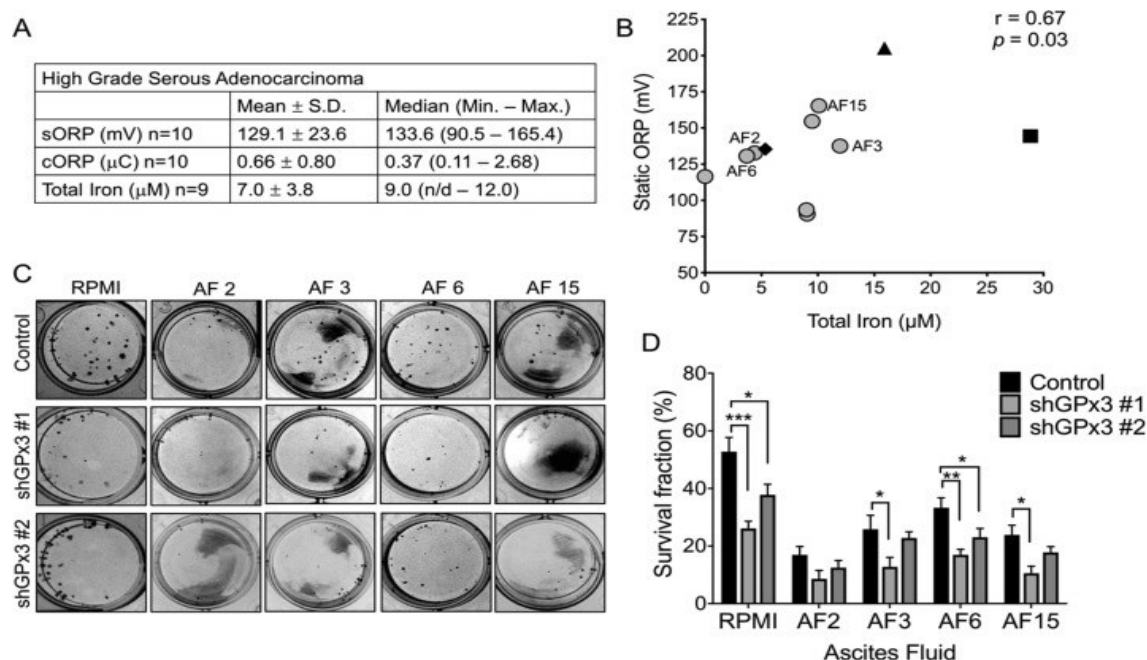 A
High Grade Serous Adenocarcinoma
Mean ± S.D. Median (Min. – Max.)
sORP (mV) n=10 129.1 ± 23.6 133.6 (90.5 – 165.4)
cORP (μC) n=10 0.66 ± 0.80 0.37 (0.11 – 2.68)
Total Iron (μM) n=9 7.0 ± 3.8 9.0 (n/d – 12.0)
B
r = 0.67
p = 0.03
Static ORP (mV)
225
200
175
150
125
100
75
50
AF15
AF2
AF3
AF6
0 5 10 15 20 25 30
Total Iron (μM)
C
RPMI AF 2 AF 3 AF 6 AF 15
Control
shGPx3 #1
shGPx3 #2
D
Survival fraction (%)
80
60
40
20
0
Control
shGPx3 #1
shGPx3 #2
*
***
*
*
**
*
RPMI AF2 AF3 AF6 AF15
Ascites Fluid